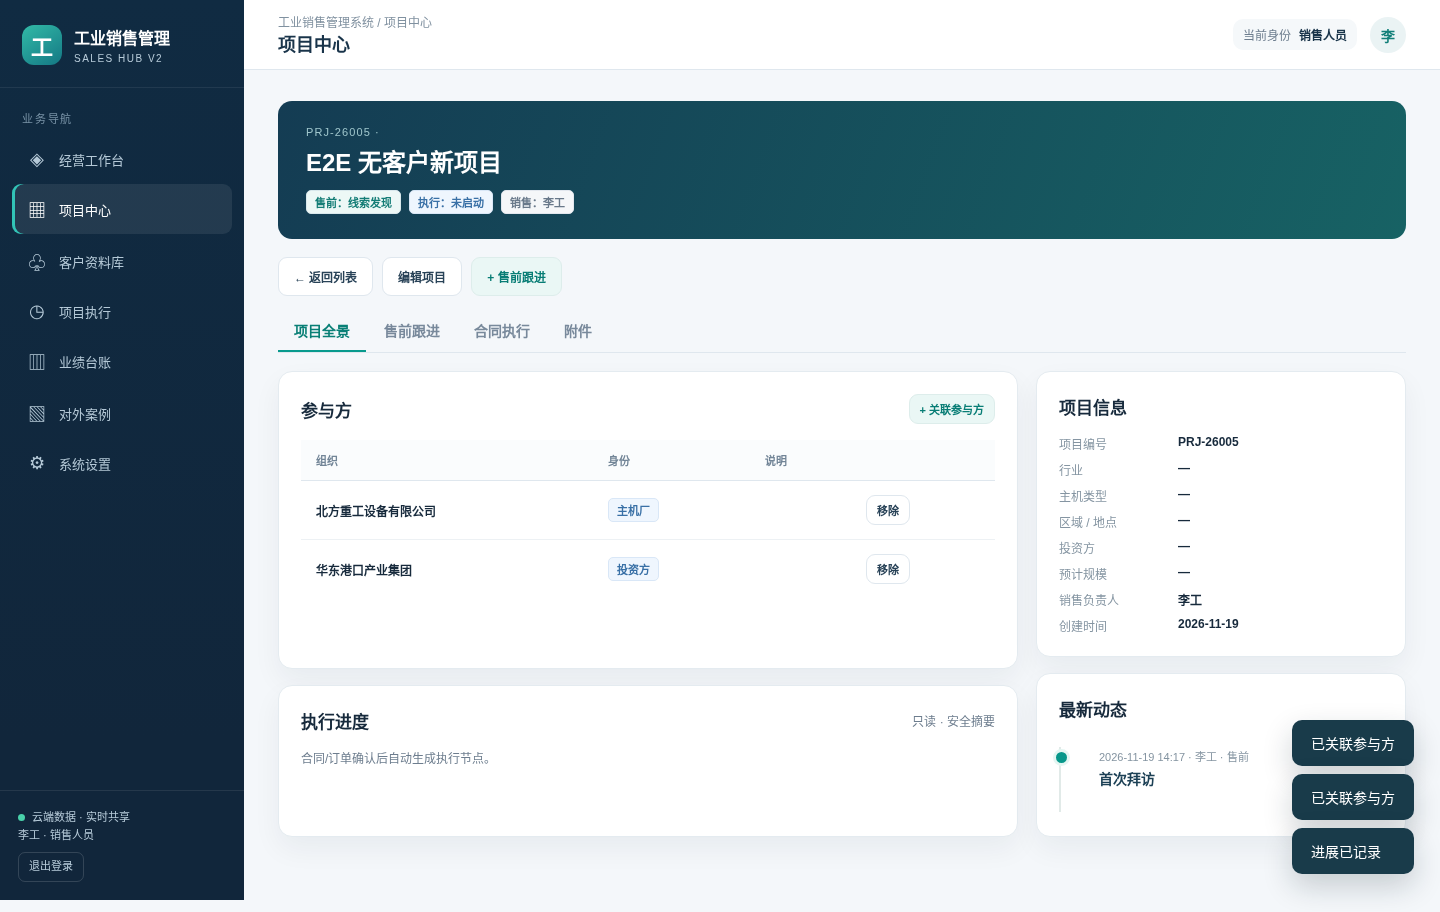 工
工业销售管理
SALES HUB V2
业务导航
经营工作台
项目中心
客户资料库
项目执行
业绩台账
对外案例
系统设置
云端数据 · 实时共享
李工 · 销售人员
退出登录
工业销售管理系统 / 项目中心
项目中心
当前身份 销售人员
李
PRJ-26005 ·
E2E 无客户新项目
售前：线索发现 执行：未启动 销售：李工
← 返回列表 编辑项目 + 售前跟进
项目全景 售前跟进 合同执行 附件
参与方
+ 关联参与方
组织 身份 说明
北方重工设备有限公司 主机厂 移除
华东港口产业集团 投资方 移除
执行进度
只读 · 安全摘要
合同/订单确认后自动生成执行节点。
项目信息
项目编号 PRJ-26005
行业 —
主机类型 —
区域 / 地点 —
投资方 —
预计规模 —
销售负责人 李工
创建时间 2026-11-19
最新动态
2026-11-19 14:17 · 李工 · 售前
首次拜访
已关联参与方
已关联参与方
进展已记录